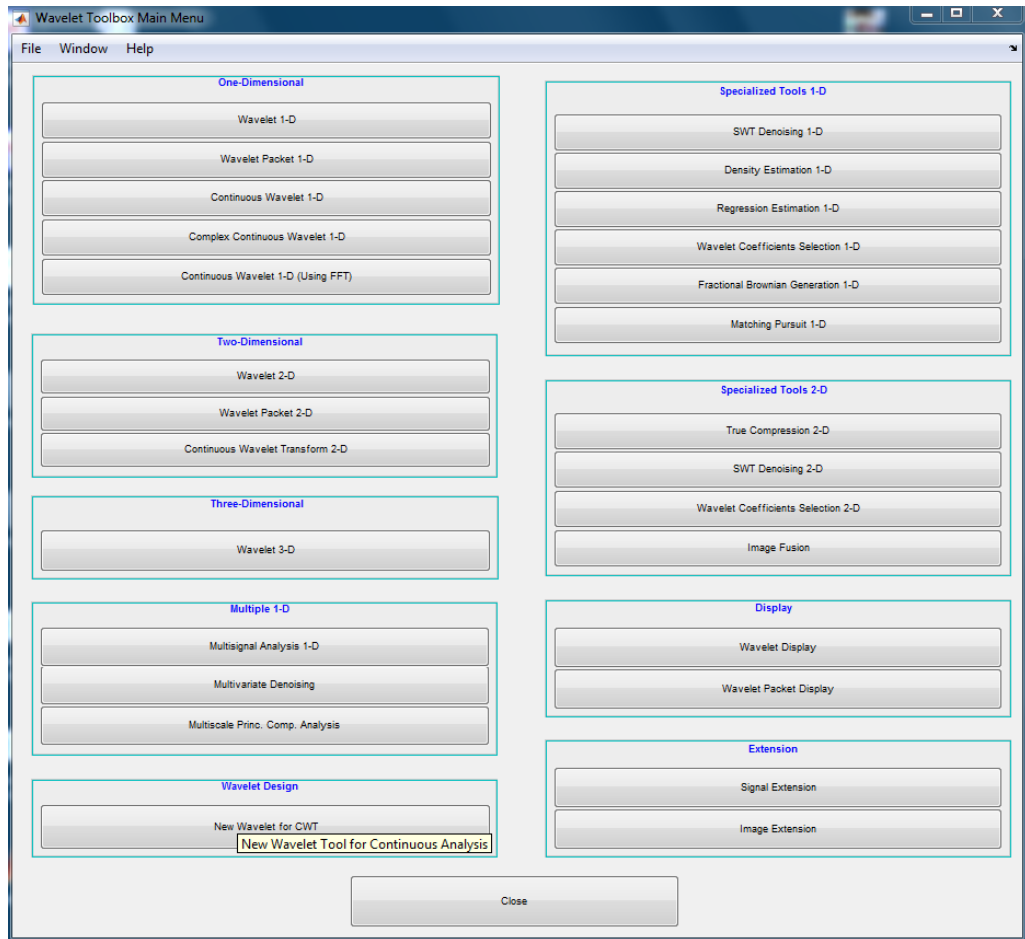 Wavelet Toolbox Main Menu
File Window Help
One-Dimensional
Wavelet 1-D
Wavelet Packet 1-D
Continuous Wavelet 1-D
Complex Continuous Wavelet 1-D
Continuous Wavelet 1-D (Using FFT)
Two-Dimensional
Wavelet 2-D
Wavelet Packet 2-D
Continuous Wavelet Transform 2-D
Three-Dimensional
Wavelet 3-D
Multiple 1-D
Multisignal Analysis 1-D
Multivariate Denoising
Multiscale Princ. Comp. Analysis
Wavelet Design
New Wavelet for CWT
New Wavelet Tool for Continuous Analysis
Specialized Tools 1-D
SWT Denoising 1-D
Density Estimation 1-D
Regression Estimation 1-D
Wavelet Coefficients Selection 1-D
Fractional Brownian Generation 1-D
Matching Pursuit 1-D
Specialized Tools 2-D
True Compression 2-D
SWT Denoising 2-D
Wavelet Coefficients Selection 2-D
Image Fusion
Display
Wavelet Display
Wavelet Packet Display
Extension
Signal Extension
Image Extension
Close